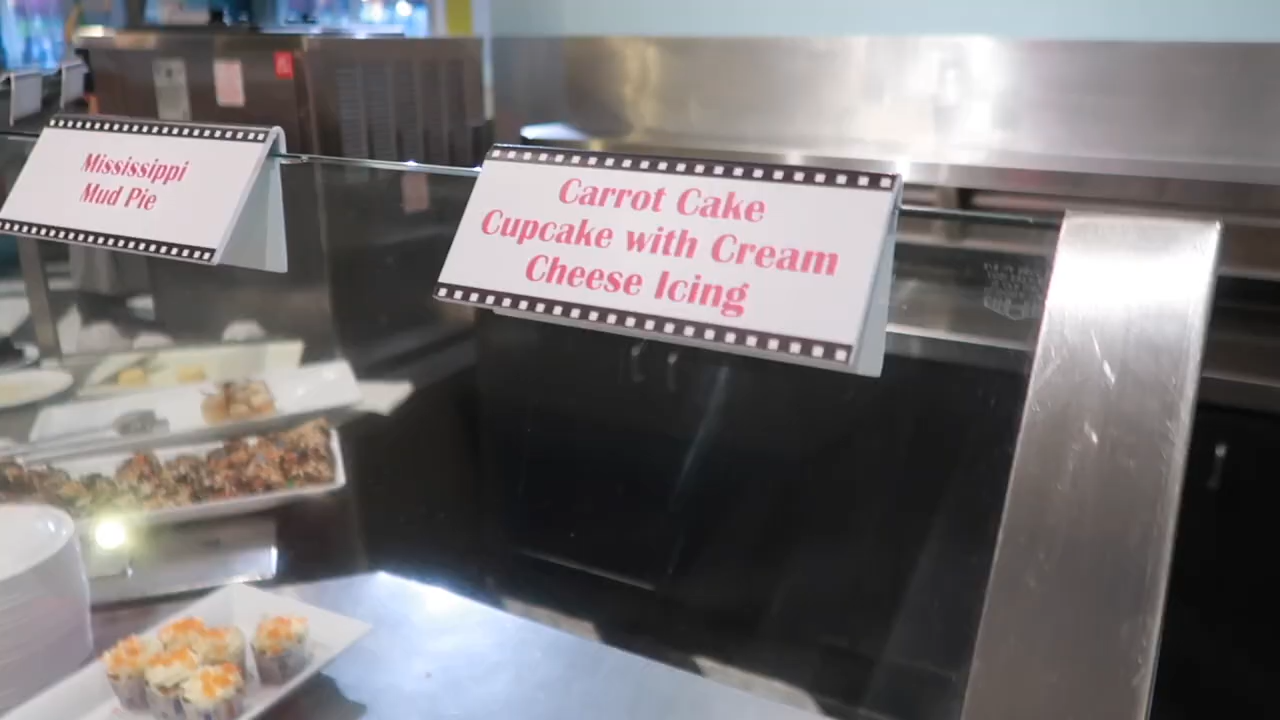 Mississippi
Mud Pie
Carrot Cake
Cupcake with Cream
Cheese Icing